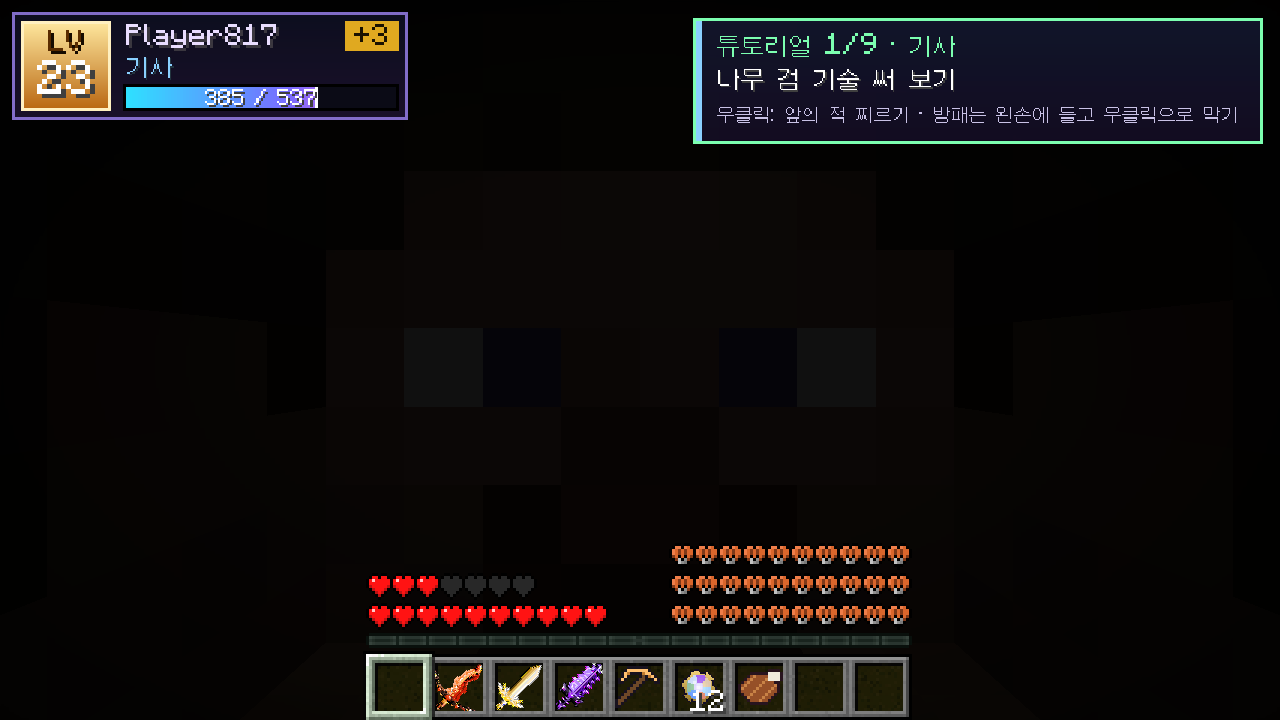 LV
23
Player817
+3
기사
385 / 537
튜토리얼 1/9 · 기사
나무 검 기술 써 보기
우클릭: 앞의 적 찌르기 · 방패는 왼손에 들고 우클릭으로 막기
12